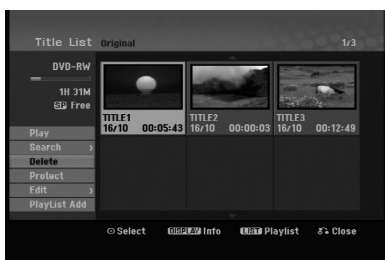 Title List Original 1/3
DVD-RW
1H 31M
SP Free
Play
Search
Delete
Protect
Edit
PlayList Add
TITLE1
16/10 00:05:43
TITLE2
16/10 00:00:03
TITLE3
16/10 00:12:49
Select DISPLAY Info LIST Playlist Close